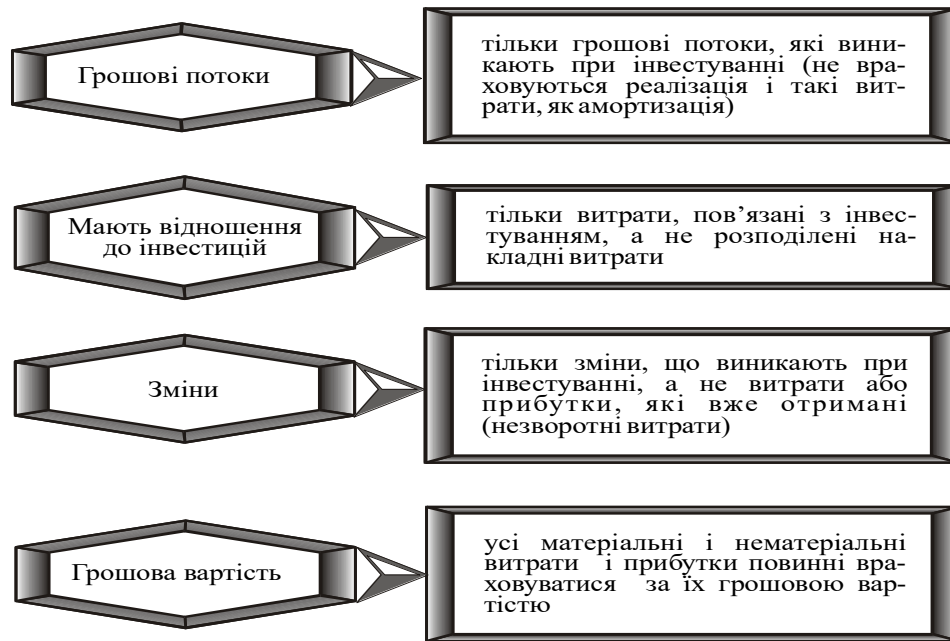 Грошові потоки
тільки грошові потоки, які вини-
кають при інвестуванні (не вра-
ховуються реалізація і такі вит-
рати, як амортизація)
Мають відношення
до інвестицій
тільки витрати, пов’язані з інвес-
туванням, а не розподілені на-
кладні витрати
Зміни
тільки зміни, що виникають при
інвестуванні, а не витрати або
прибутки, які вже отримані
(незворотні витрати)
Грошова вартість
усі матеріальні і нематеріальні
витрати і прибутки повинні вра-
ховуватися за їх грошовою вар-
тістю